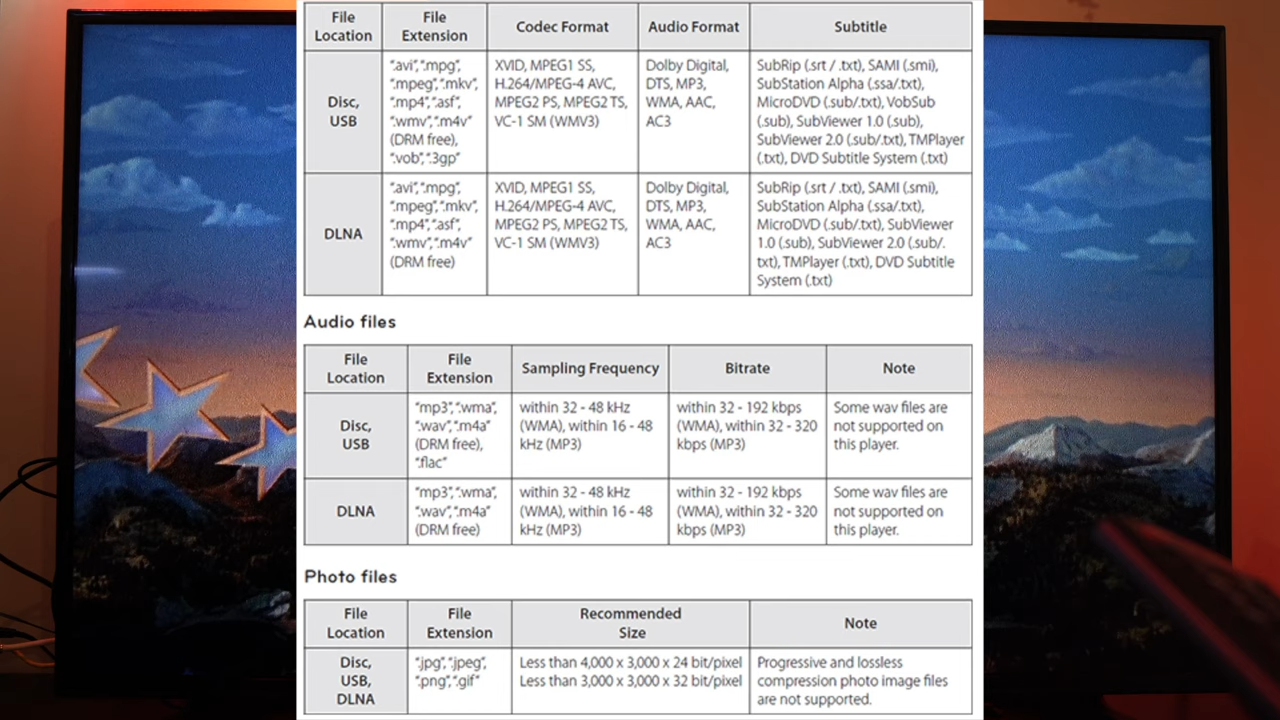 File Location
File Extension
Codec Format
Audio Format
Subtitle
Disc,
USB
".avi", ".mpg",
".mpeg", ".mkv",
".mp4", ".asf",
".wmv", ".m4v"
(DRM free),
".vob", ".3gp"
XVID, MPEG1 SS,
H.264/MPEG-4 AVC,
MPEG2 PS, MPEG2 TS,
VC-1 SM (WMV3)
Dolby Digital,
DTS, MP3,
WMA, AAC,
AC3
SubRip (.srt / .txt), SAMI (.smi),
SubStation Alpha (.ssa/.txt),
MicroDVD (.sub/.txt), VobSub
(.sub), SubViewer 1.0 (.sub),
SubViewer 2.0 (.sub/.txt), TMPlayer
(.txt), DVD Subtitle System (.txt)
DLNA
".avi", ".mpg",
".mpeg", ".mkv",
".mp4", ".asf",
".wmv", ".m4v"
(DRM free)
XVID, MPEG1 SS,
H.264/MPEG-4 AVC,
MPEG2 PS, MPEG2 TS,
VC-1 SM (WMV3)
Dolby Digital,
DTS, MP3,
WMA, AAC,
AC3
SubRip (.srt / .txt), SAMI (.smi),
SubStation Alpha (.ssa/.txt),
MicroDVD (.sub/.txt), SubViewer
1.0 (.sub), SubViewer 2.0 (.sub/.
txt), TMPlayer (.txt), DVD Subtitle
System (.txt)
Audio files
File
Location
File
Extension
Sampling Frequency
Bitrate
Note
Disc,
USB
"mp3", ".wma",
".wav", ".m4a"
(DRM free),
".flac"
within 32 - 48 kHz
(WMA), within 16 - 48
kHz (MP3)
within 32 - 192 kbps
(WMA), within 32 - 320
kbps (MP3)
Some wav files are
not supported on
this player.
DLNA
"mp3", ".wma",
".wav", ".m4a"
(DRM free)
within 32 - 48 kHz
(WMA), within 16 - 48
kHz (MP3)
within 32 - 192 kbps
(WMA), within 32 - 320
kbps (MP3)
Some wav files are
not supported on
this player.
Photo files
File
Location
File
Extension
Recommended
Size
Note
Disc,
USB,
DLNA
".jpg", ".jpeg",
".png", ".gif"
Less than 4,000 x 3,000 x 24 bit/pixel
Less than 3,000 x 3,000 x 32 bit/pixel
Progressive and lossless
compression photo image files
are not supported.